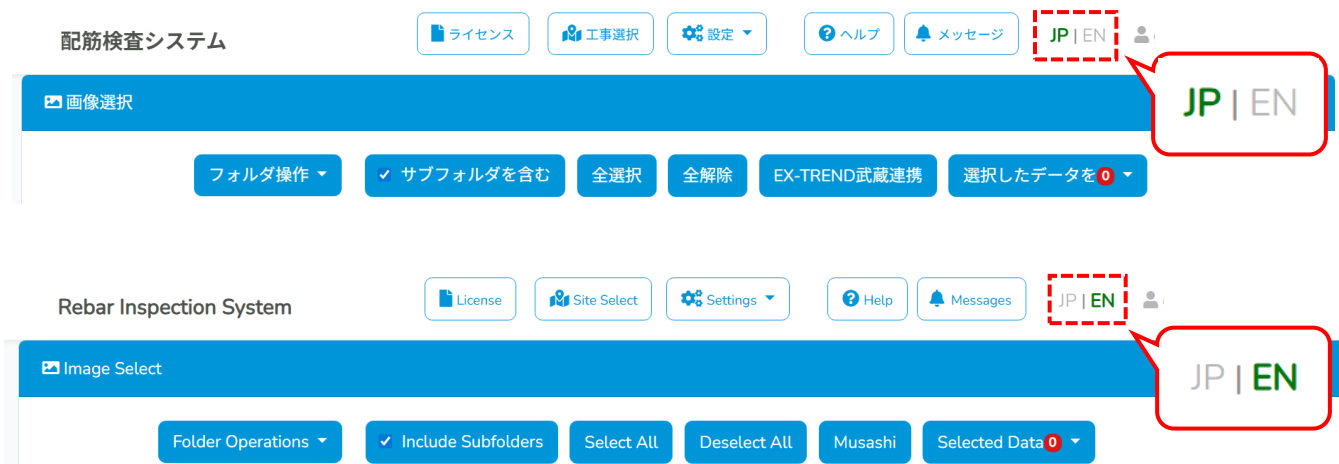 配筋検査システム
ライセンス
工事選択
設定
ヘルプ
メッセージ
JP | EN
JP | EN
画像選択
フォルダ操作
サブフォルダを含む
全選択
全解除
EX-TREND武蔵連携
選択したデータを0
Rebar Inspection System
License
Site Select
Settings
Help
Messages
JP | EN
JP | EN
Image Select
Folder Operations
Include Subfolders
Select All
Deselect All
Musashi
Selected Data0